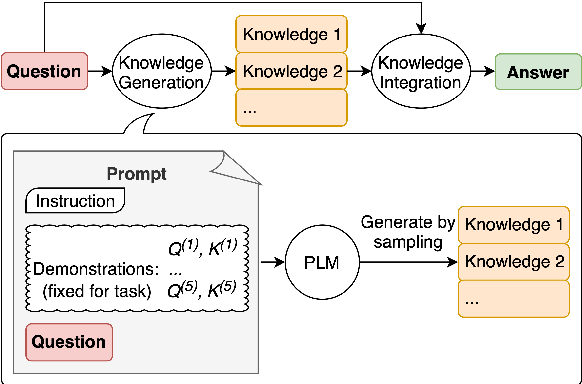 Question
Knowledge
Generation
Knowledge 1
Knowledge 2
...
Knowledge
Integration
Answer
Prompt
Instruction
Q(1), K(1)
Demonstrations: ...
(fixed for task) Q(5), K(5)
Question
PLM
Generate by
sampling
Knowledge 1
Knowledge 2
...